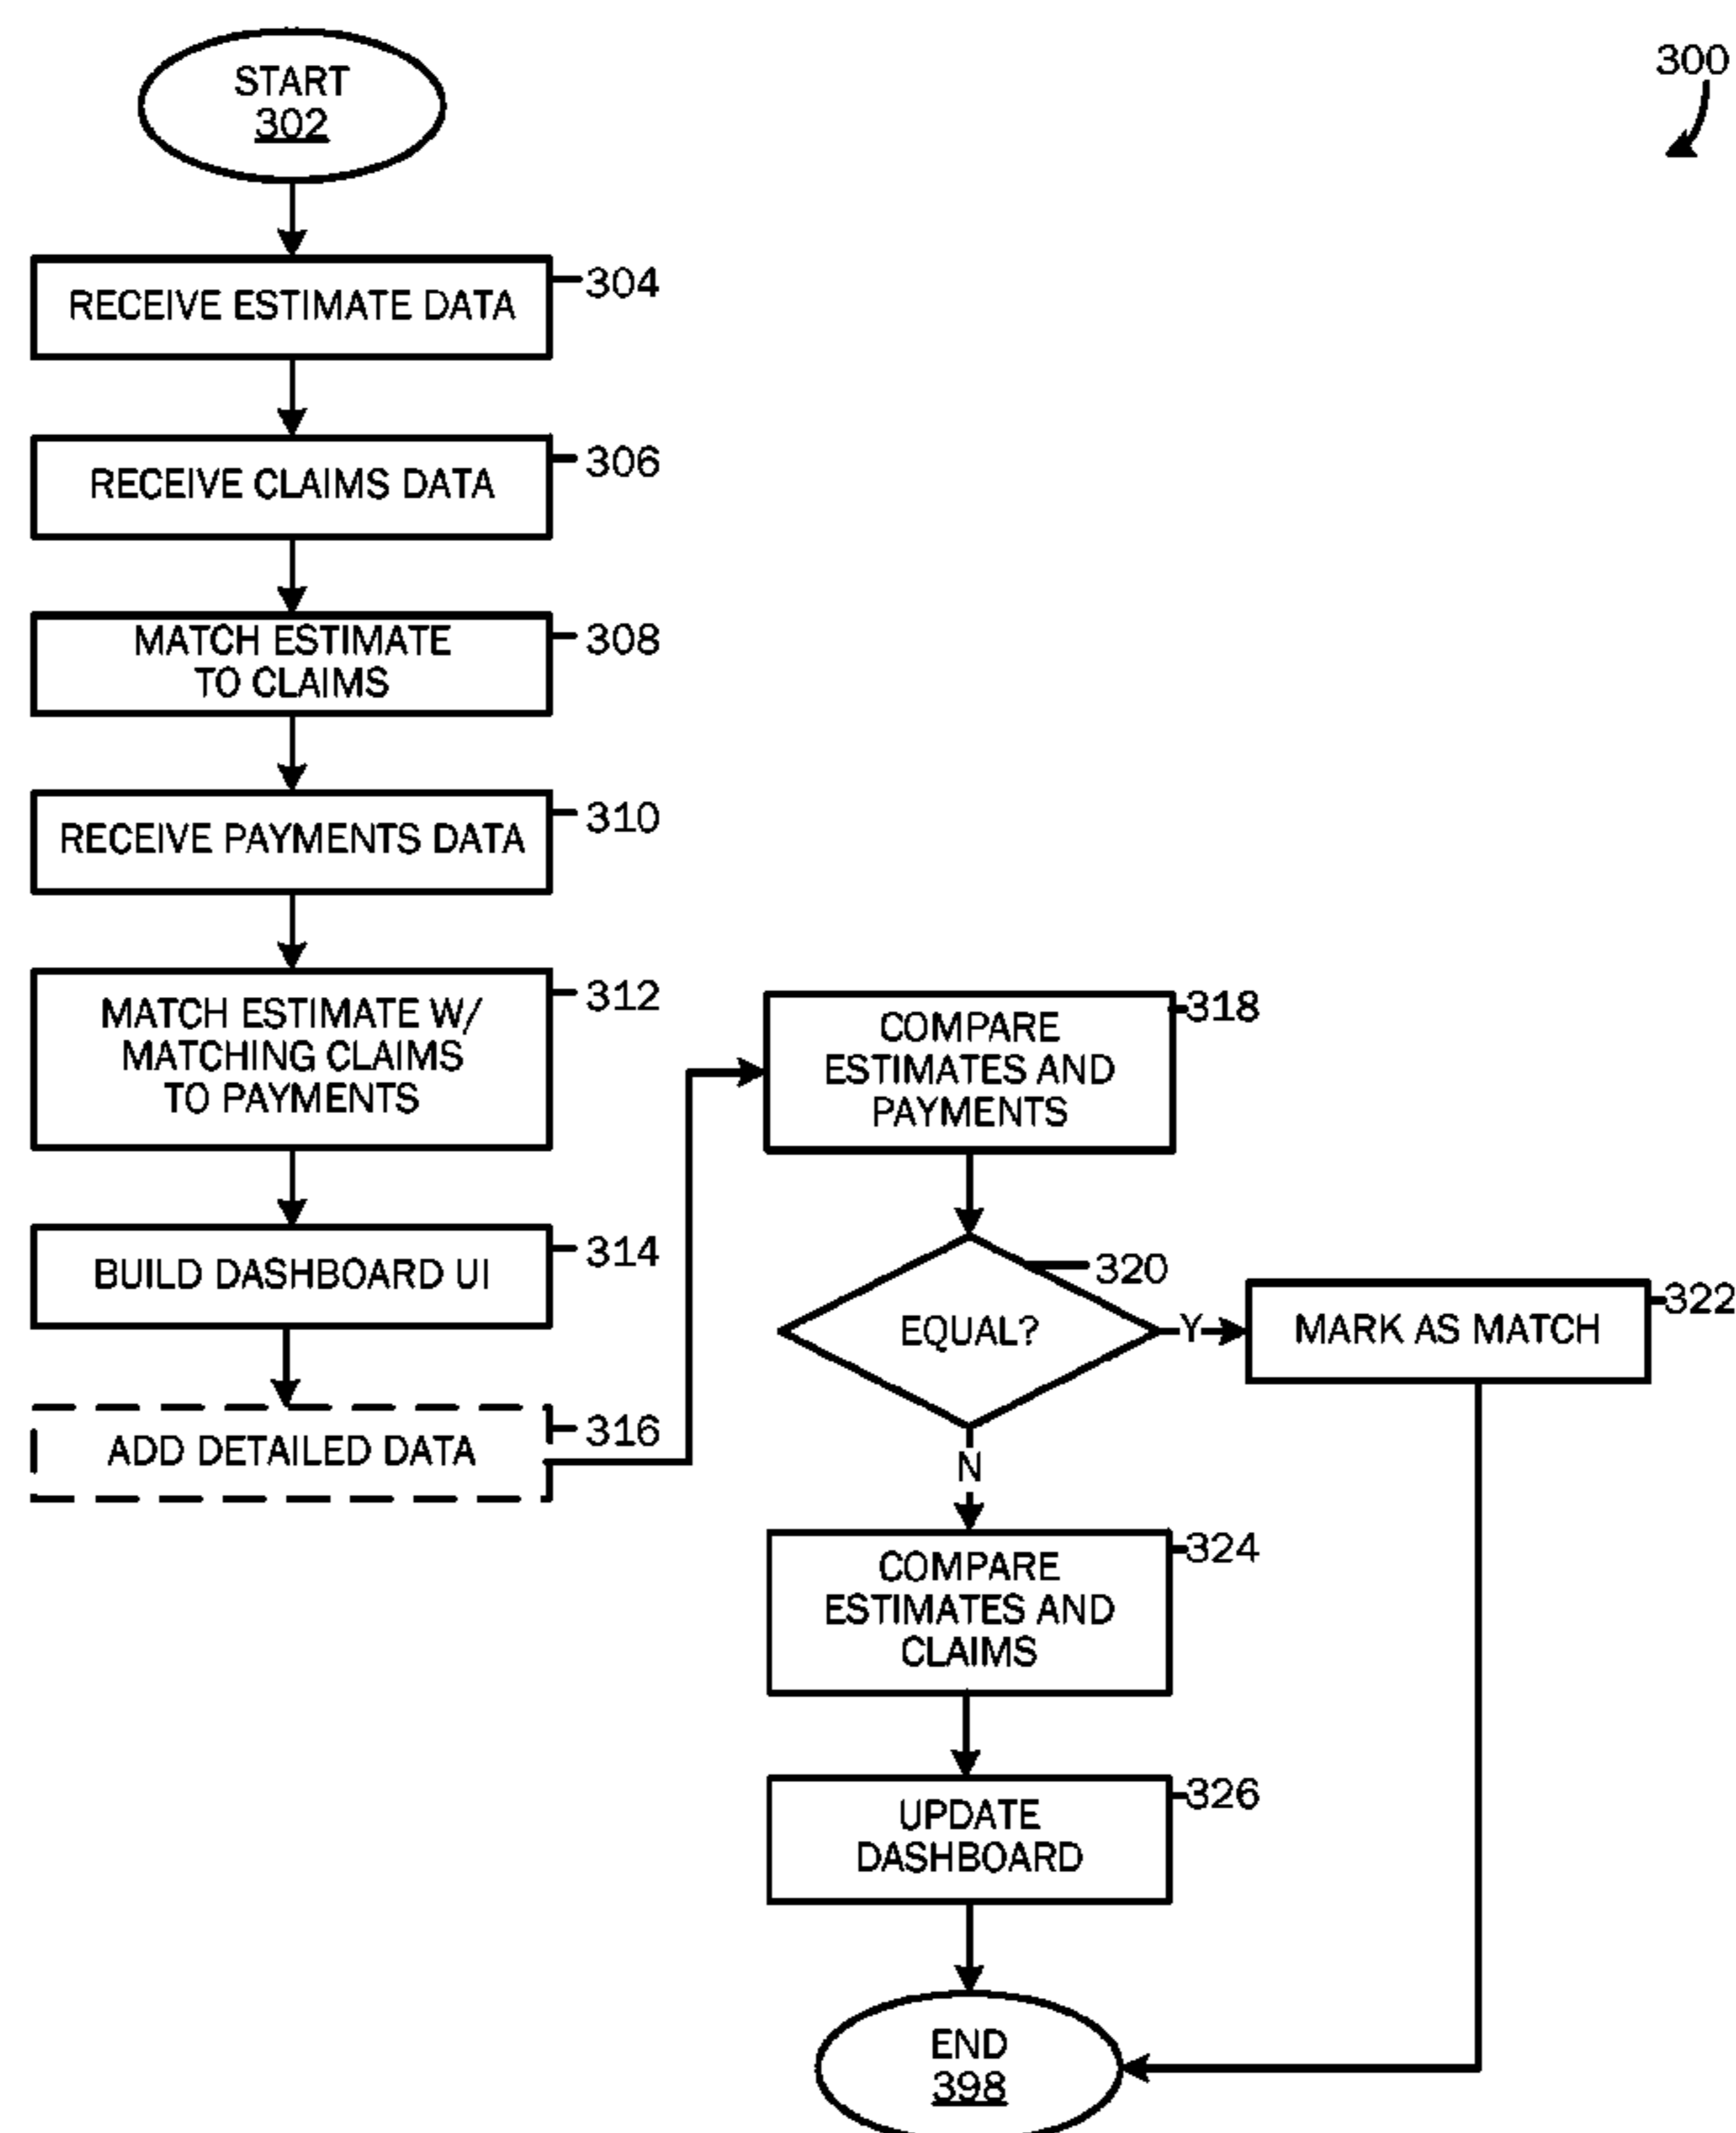 START
302
300
RECEIVE ESTIMATE DATA
304
RECEIVE CLAIMS DATA
306
MATCH ESTIMATE
TO CLAIMS
308
RECEIVE PAYMENTS DATA
310
MATCH ESTIMATE W/
MATCHING CLAIMS
TO PAYMENTS
312
BUILD DASHBOARD UI
314
ADD DETAILED DATA
316
COMPARE
ESTIMATES AND
PAYMENTS
318
EQUAL?
320
Y
MARK AS MATCH
322
N
COMPARE
ESTIMATES AND
CLAIMS
324
UPDATE
DASHBOARD
326
END
398